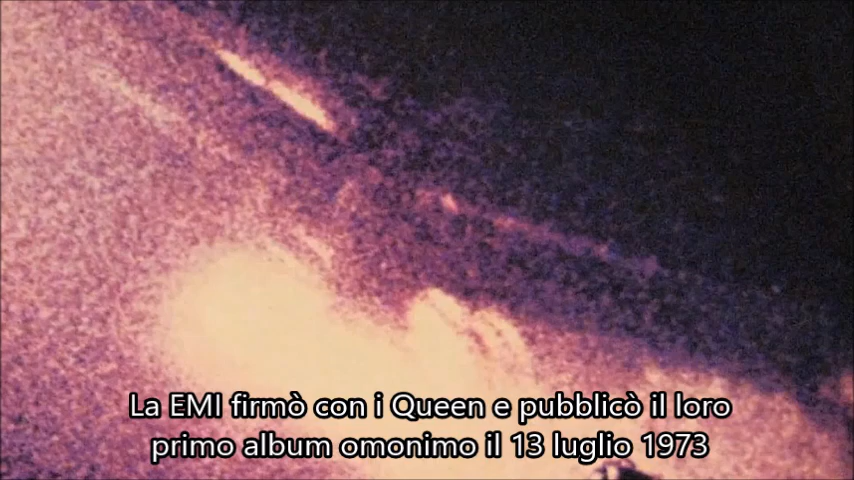 La EMI firmò con i Queen e pubblicò il loro
primo album omonimo il 13 luglio 1973